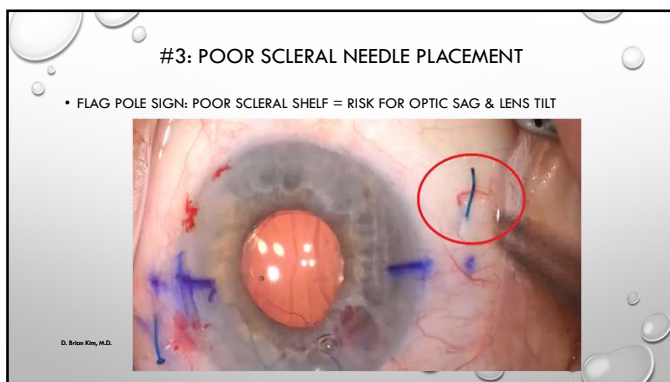 #3: POOR SCLERAL NEEDLE PLACEMENT
• FLAG POLE SIGN: POOR SCLERAL SHELF = RISK FOR OPTIC SAG & LENS TILT
D. Brian Kim, M.D.